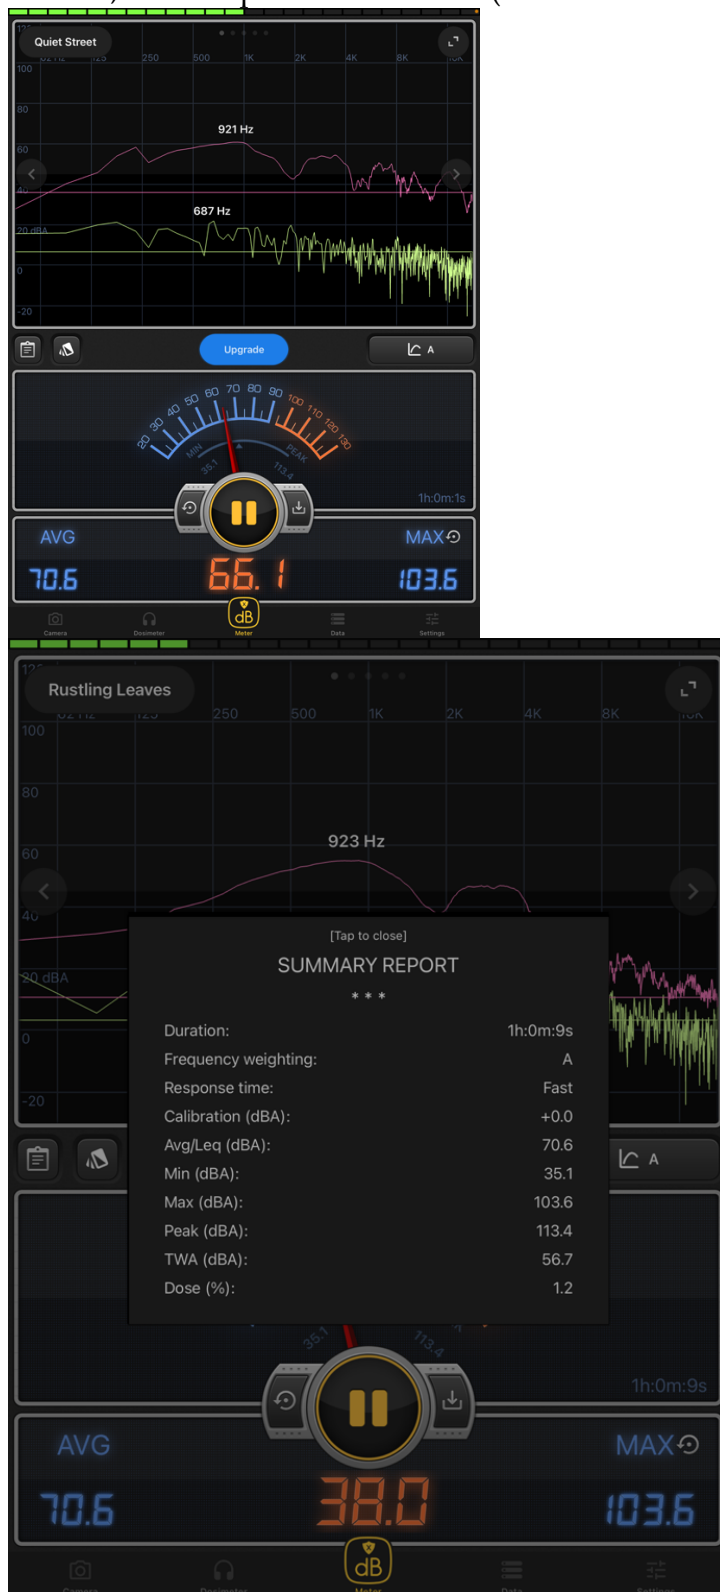 Quiet Street
125 250 500 1K 2K 4K 8K
100
80
921 Hz
60
40
687 Hz
20 dBA
0
-20
Upgrade
A
20 30 40 50 60 70 80 90 100 110 120 130
MIN PEAK
35.1 113.4
1h:0m:1s
AVG MAX
70.6 66.1 103.6
dB
Camera Dosimeter Meter Data Settings
Rustling Leaves
125 250 500 1K 2K 4K 8K
100
80
923 Hz
60
40
[Tap to close]
SUMMARY REPORT
* * *
20 dBA
Duration: 1h:0m:9s
0
Frequency weighting: A
Response time: Fast
-20
Calibration (dBA): +0.0
Avg/Leq (dBA): 70.6
A
Min (dBA): 35.1
Max (dBA): 103.6
Peak (dBA): 113.4
TWA (dBA): 56.7
Dose (%): 1.2
35.1 113.4
1h:0m:9s
AVG MAX
70.6 38.0 103.6
dB